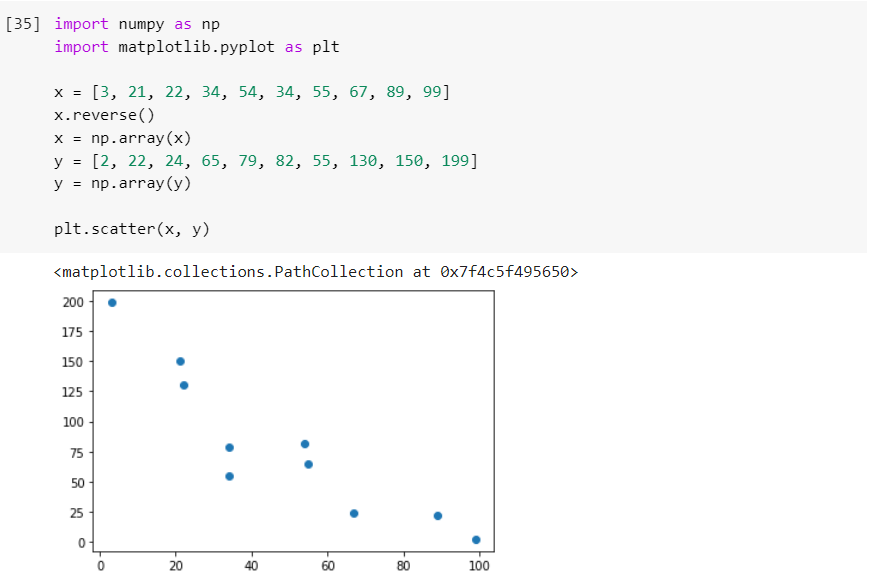 [35] import numpy as np
import matplotlib.pyplot as plt
x = [3, 21, 22, 34, 54, 34, 55, 67, 89, 99]
x.reverse()
x = np.array(x)
y = [2, 22, 24, 65, 79, 82, 55, 130, 150, 199]
y = np.array(y)
plt.scatter(x, y)
<matplotlib.collections.PathCollection at 0x7f4c5f495650>
200
175
150
125
100
75
50
25
0
0 20 40 60 80 100